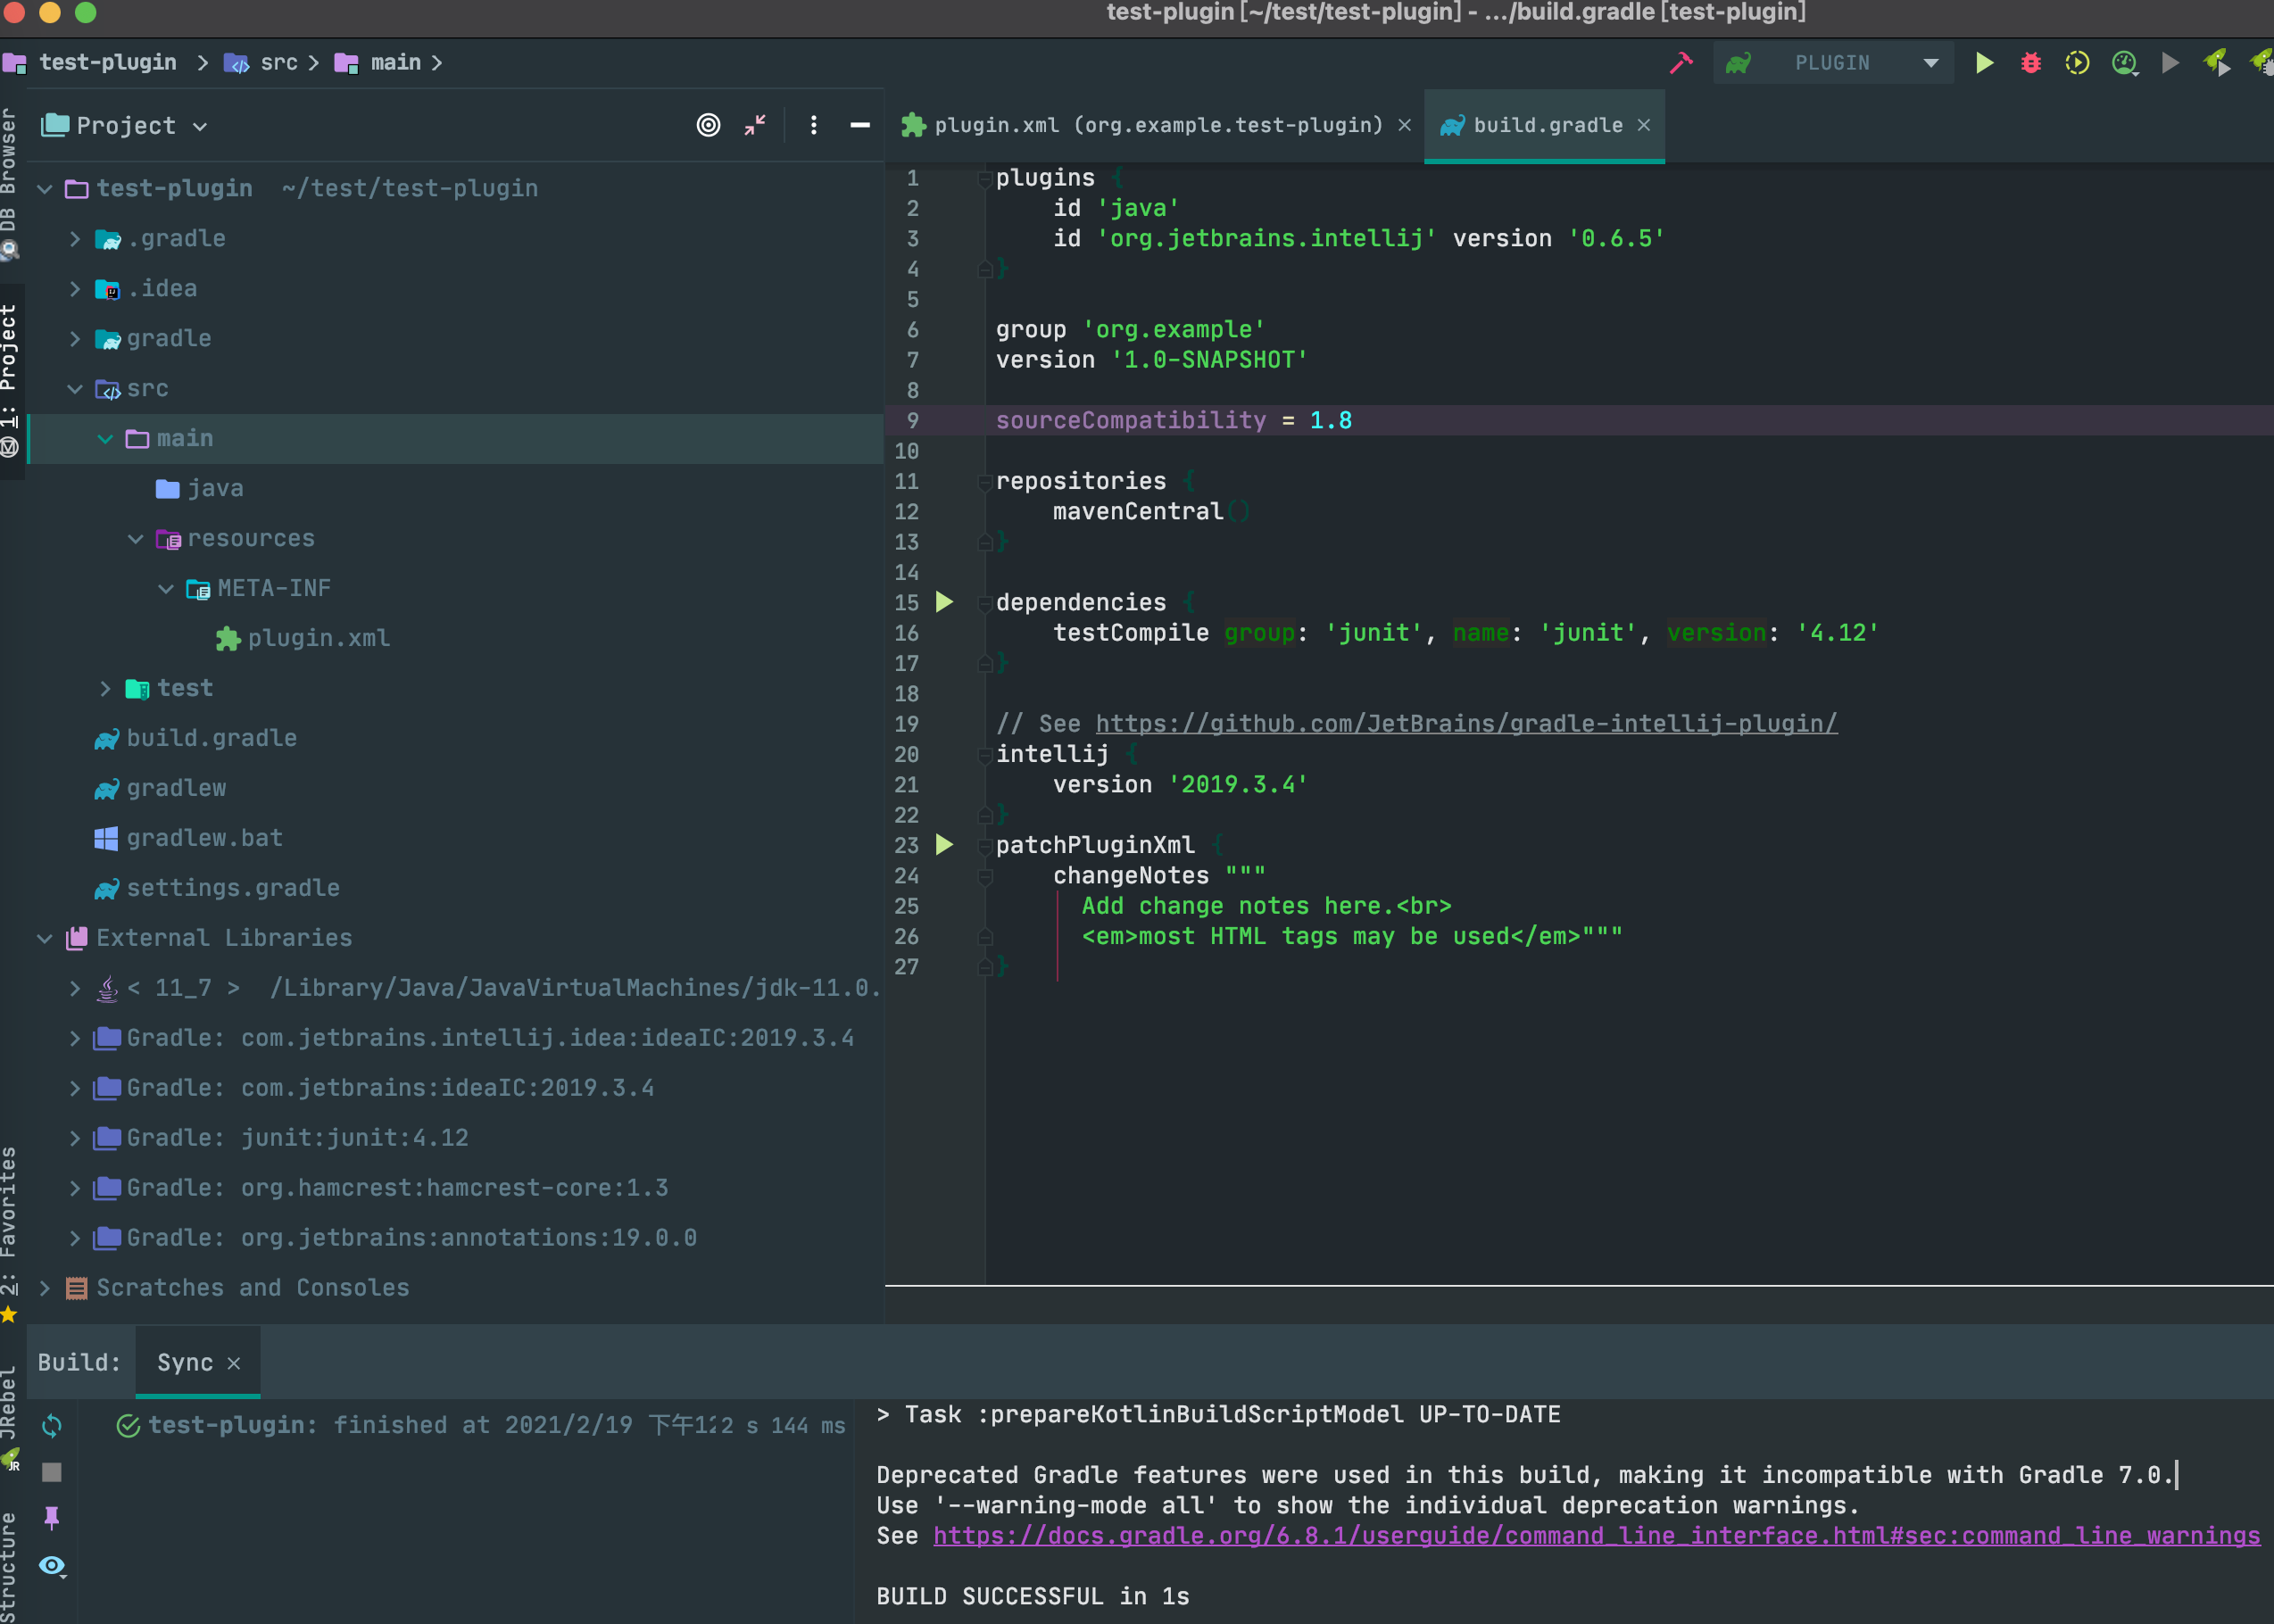 test-plugin [~/test/test-plugin] - .../build.gradle [test-plugin]
test-plugin src main
PLUGIN
DB Browser
1: Project
2: Favorites
JRebel
Structure
Project
test-plugin ~/test/test-plugin
.gradle
.idea
gradle
src
main
java
resources
META-INF
plugin.xml
test
build.gradle
gradlew
gradlew.bat
settings.gradle
External Libraries
< 11_7 > /Library/Java/JavaVirtualMachines/jdk-11.0.
Gradle: com.jetbrains.intellij.idea:ideaIC:2019.3.4
Gradle: com.jetbrains:ideaIC:2019.3.4
Gradle: junit:junit:4.12
Gradle: org.hamcrest:hamcrest-core:1.3
Gradle: org.jetbrains:annotations:19.0.0
Scratches and Consoles
plugin.xml (org.example.test-plugin)
build.gradle
1 plugins {
2 id 'java'
3 id 'org.jetbrains.intellij' version '0.6.5'
4 }
5
6 group 'org.example'
7 version '1.0-SNAPSHOT'
8
9 sourceCompatibility = 1.8
10
11 repositories {
12 mavenCentral()
13 }
14
15 dependencies {
16 testCompile group: 'junit', name: 'junit', version: '4.12'
17 }
18
19 // See https://github.com/JetBrains/gradle-intellij-plugin/
20 intellij {
21 version '2019.3.4'
22 }
23 patchPluginXml {
24 changeNotes """
25 Add change notes here.<br>
26 <em>most HTML tags may be used</em>"""
27 }
Build: Sync
test-plugin: finished at 2021/2/19 下午12 2 s 144 ms
> Task :prepareKotlinBuildScriptModel UP-TO-DATE
Deprecated Gradle features were used in this build, making it incompatible with Gradle 7.0.
Use '--warning-mode all' to show the individual deprecation warnings.
See https://docs.gradle.org/6.8.1/userguide/command_line_interface.html#sec:command_line_warnings
BUILD SUCCESSFUL in 1s